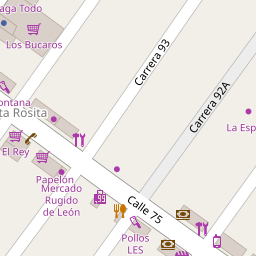 aga Todo
Los Bucaros
Carrera 93
Carrera 92A
ontana
ta Rosita
La Esp
El Rey
Papelón
Mercado
Rugido
de León
Calle 75
Pollos
LES